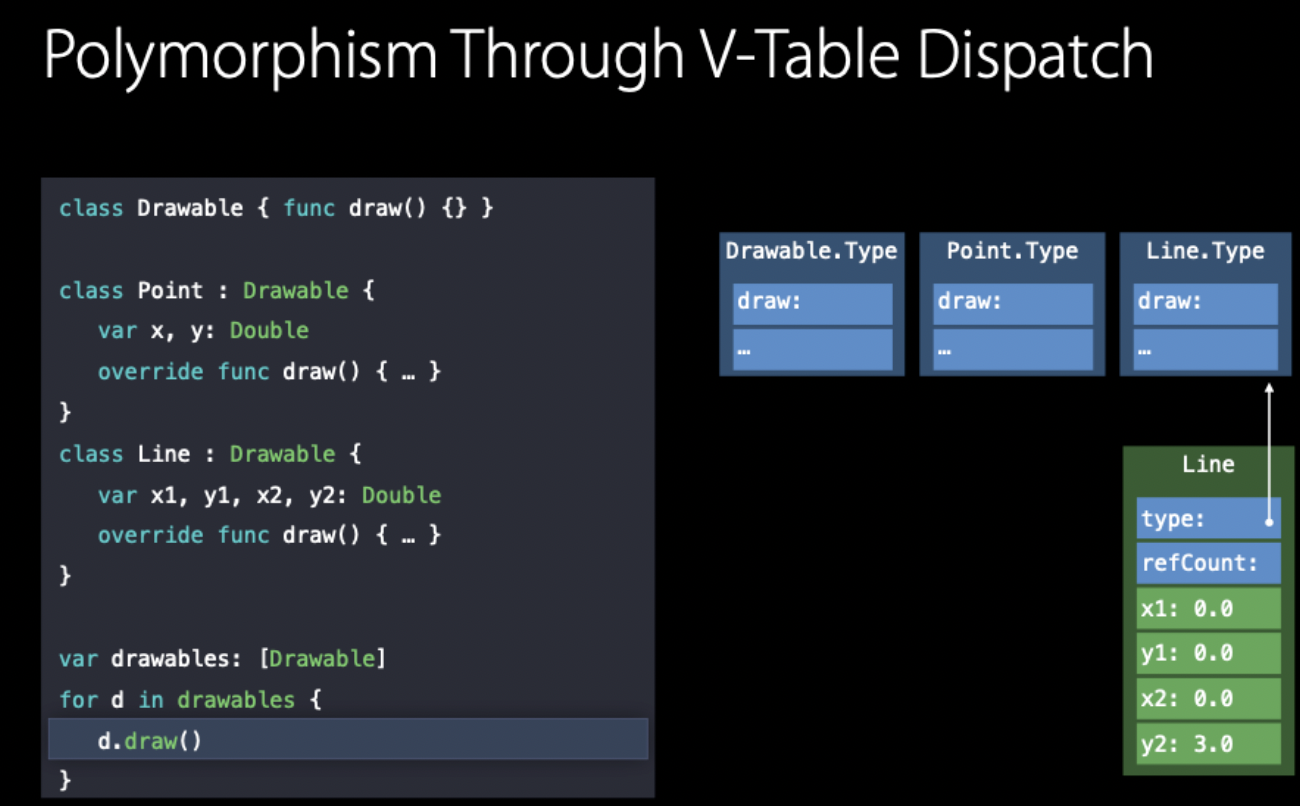 Polymorphism Through V-Table Dispatch
class Drawable { func draw() {} }
class Point : Drawable {
var x, y: Double
override func draw() { … }
}
class Line : Drawable {
var x1, y1, x2, y2: Double
override func draw() { … }
}
var drawables: [Drawable]
for d in drawables {
d.draw()
}
Drawable.Type
draw:
…
Point.Type
draw:
…
Line.Type
draw:
…
Line
type:
refCount:
x1: 0.0
y1: 0.0
x2: 0.0
y2: 3.0